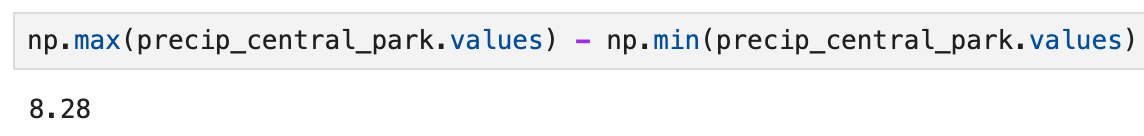 np.max(precip_central_park.values) - np.min(precip_central_park.values)
8.28